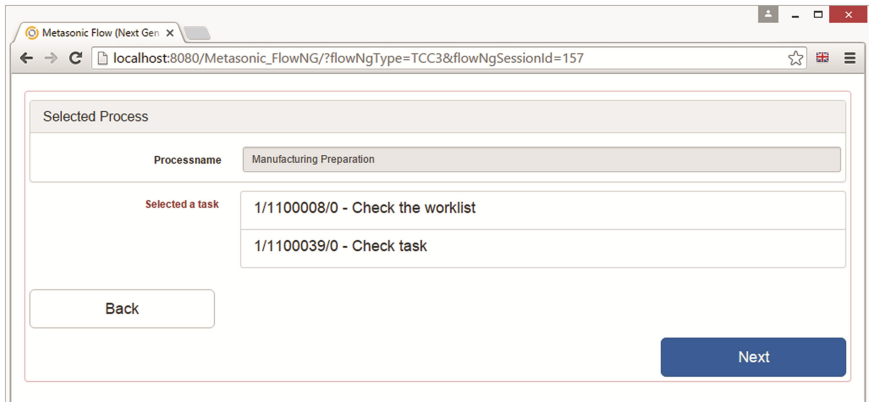 Metasonic Flow (Next Gen
localhost:8080/Metasonic_FlowNG/?flowNgType=TCC3&flowNgSessionId=157
Selected Process
Processname
Manufacturing Preparation
Selected a task
1/1100008/0 - Check the worklist
1/1100039/0 - Check task
Back
Next